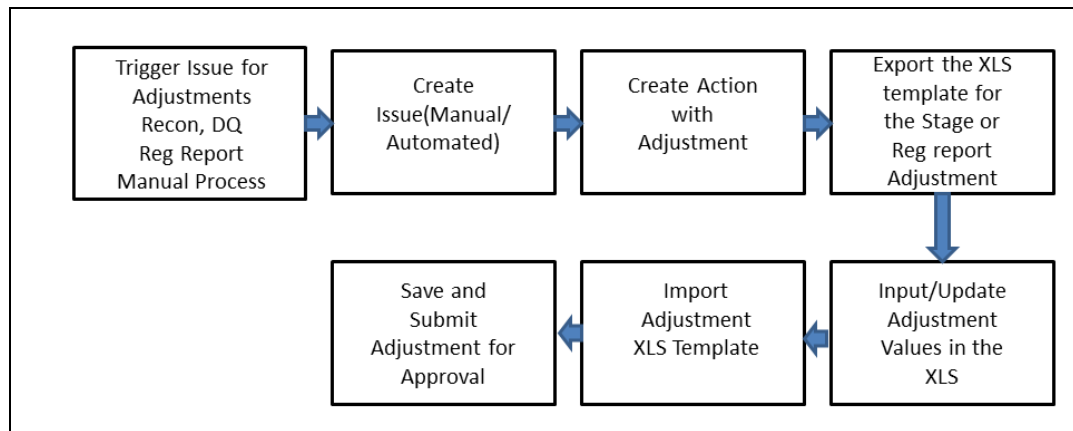 Trigger Issue for
Adjustments
Recon, DQ
Reg Report
Manual Process
Create
Issue(Manual/
Automated)
Create Action
with
Adjustment
Export the XLS
template for
the Stage or
Reg report
Adjustment
Input/Update
Adjustment
Values in the
XLS
Import
Adjustment
XLS Template
Save and
Submit
Adjustment for
Approval